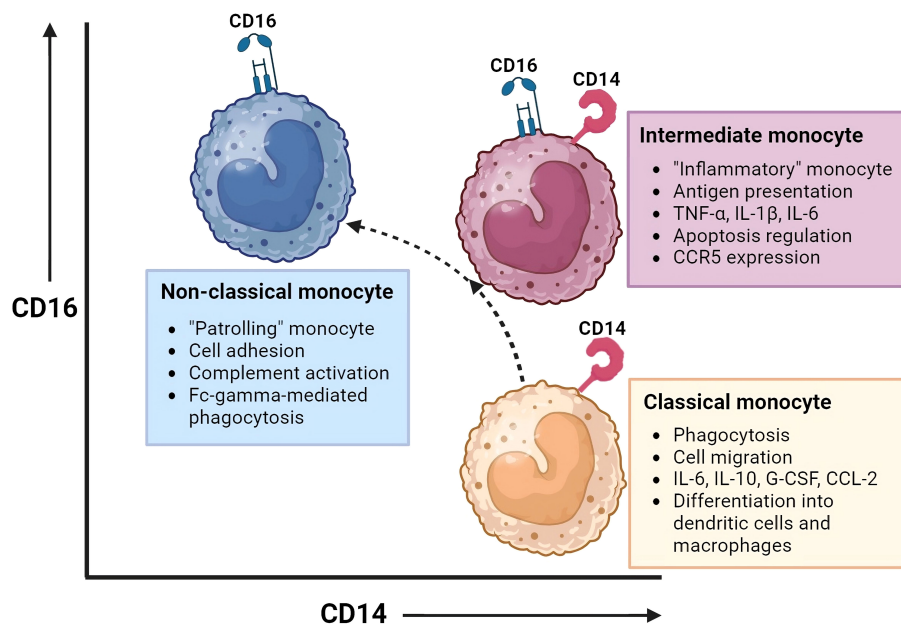 CD16
CD16
CD14
Intermediate monocyte
• "Inflammatory" monocyte
• Antigen presentation
• TNF-α, IL-1β, IL-6
• Apoptosis regulation
• CCR5 expression
CD16
Non-classical monocyte
• "Patrolling" monocyte
• Cell adhesion
• Complement activation
• Fc-gamma-mediated
phagocytosis
CD14
Classical monocyte
• Phagocytosis
• Cell migration
• IL-6, IL-10, G-CSF, CCL-2
• Differentiation into
dendritic cells and
macrophages
CD14